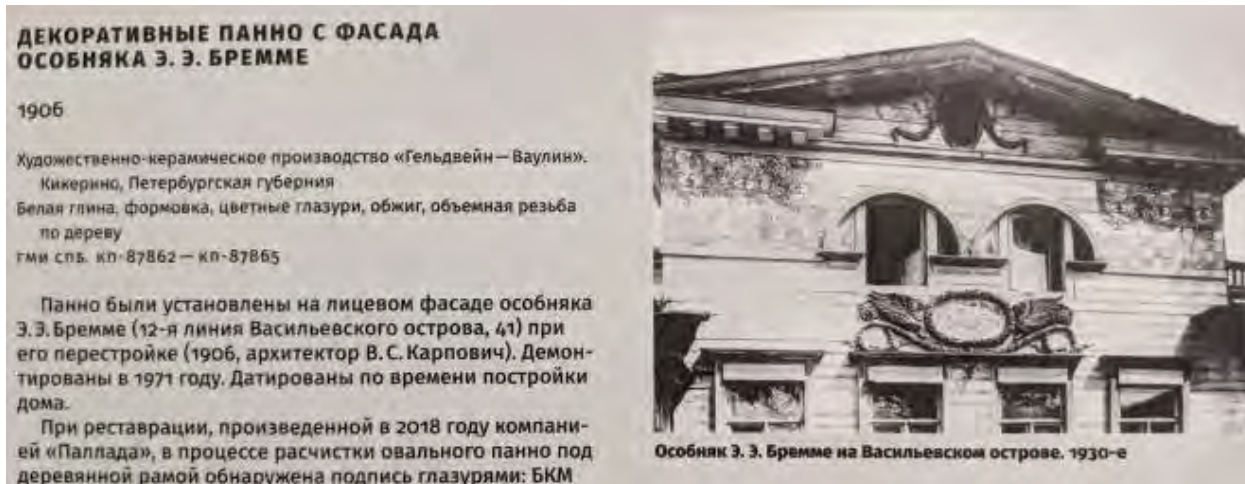 ДЕКОРАТИВНЫЕ ПАННО С ФАСАДА
ОСОБНЯКА Э. Э. БРЕММЕ
1906
Художественно-керамическое производство «Гельдвейн — Ваулин».
Кикерино, Петербургская губерния
Белая глина, формовка, цветные глазури, обжиг, объемная резьба
по дереву
ГМИ СПБ. КП-87862 — КП-87865
Панно были установлены на лицевом фасаде особняка
Э. Э. Бремме (12-я линия Васильевского острова, 41) при
его перестройке (1906, архитектор В. С. Карпович). Демон-
тированы в 1971 году. Датированы по времени постройки
дома.
При реставрации, произведенной в 2018 году компани-
ей «Паллада», в процессе расчистки овального панно под
деревянной рамой обнаружена подпись глазурями: БКМ
Особняк Э. Э. Бремме на Васильевском острове. 1930-е